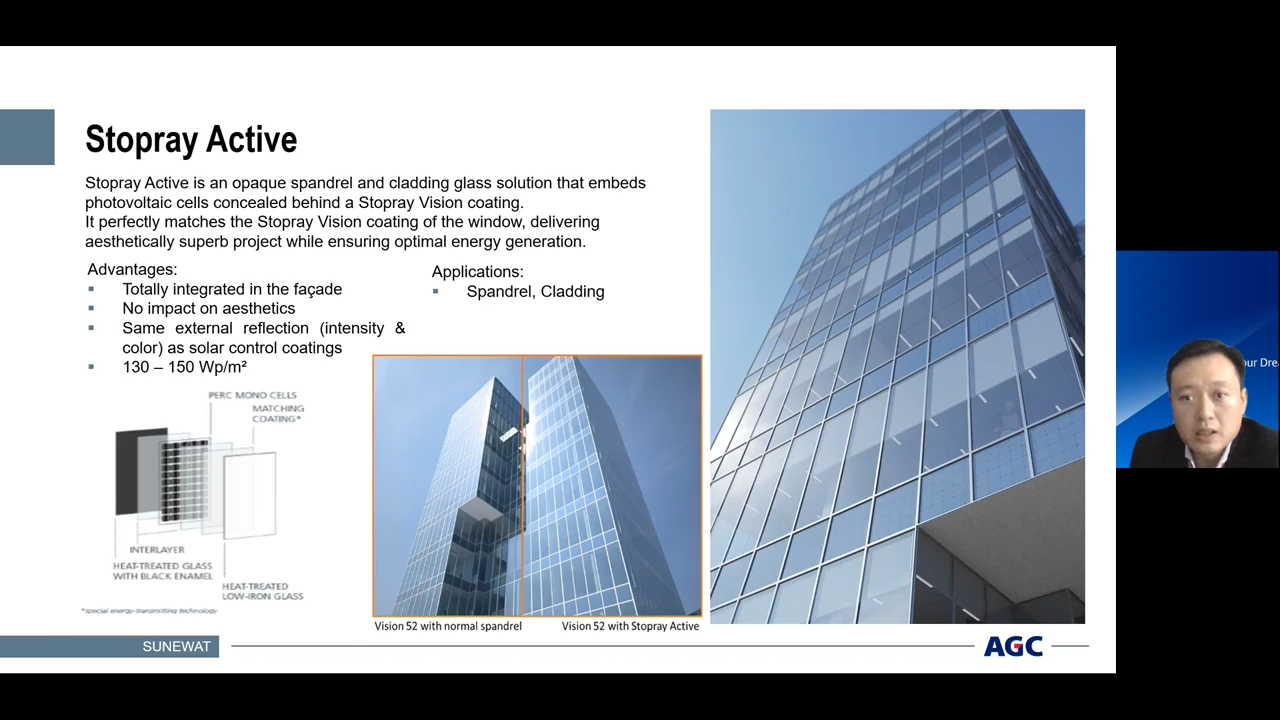 Stopray Active
Stopray Active is an opaque spandrel and cladding glass solution that embeds
photovoltaic cells concealed behind a Stopray Vision coating.
It perfectly matches the Stopray Vision coating of the window, delivering
aesthetically superb project while ensuring optimal energy generation.
Advantages:
▪ Totally integrated in the façade
▪ No impact on aesthetics
▪ Same external reflection (intensity &
color) as solar control coatings
▪ 130 – 150 Wp/m²
Applications:
▪ Spandrel, Cladding
PERC MONO CELLS
MATCHING
COATING*
INTERLAYER
HEAT-TREATED GLASS
WITH BLACK ENAMEL
HEAT-TREATED
LOW-IRON GLASS
*special energy-transmitting technology
Vision 52 with normal spandrel
Vision 52 with Stopray Active
SUNEWAT
AGC
our Dre